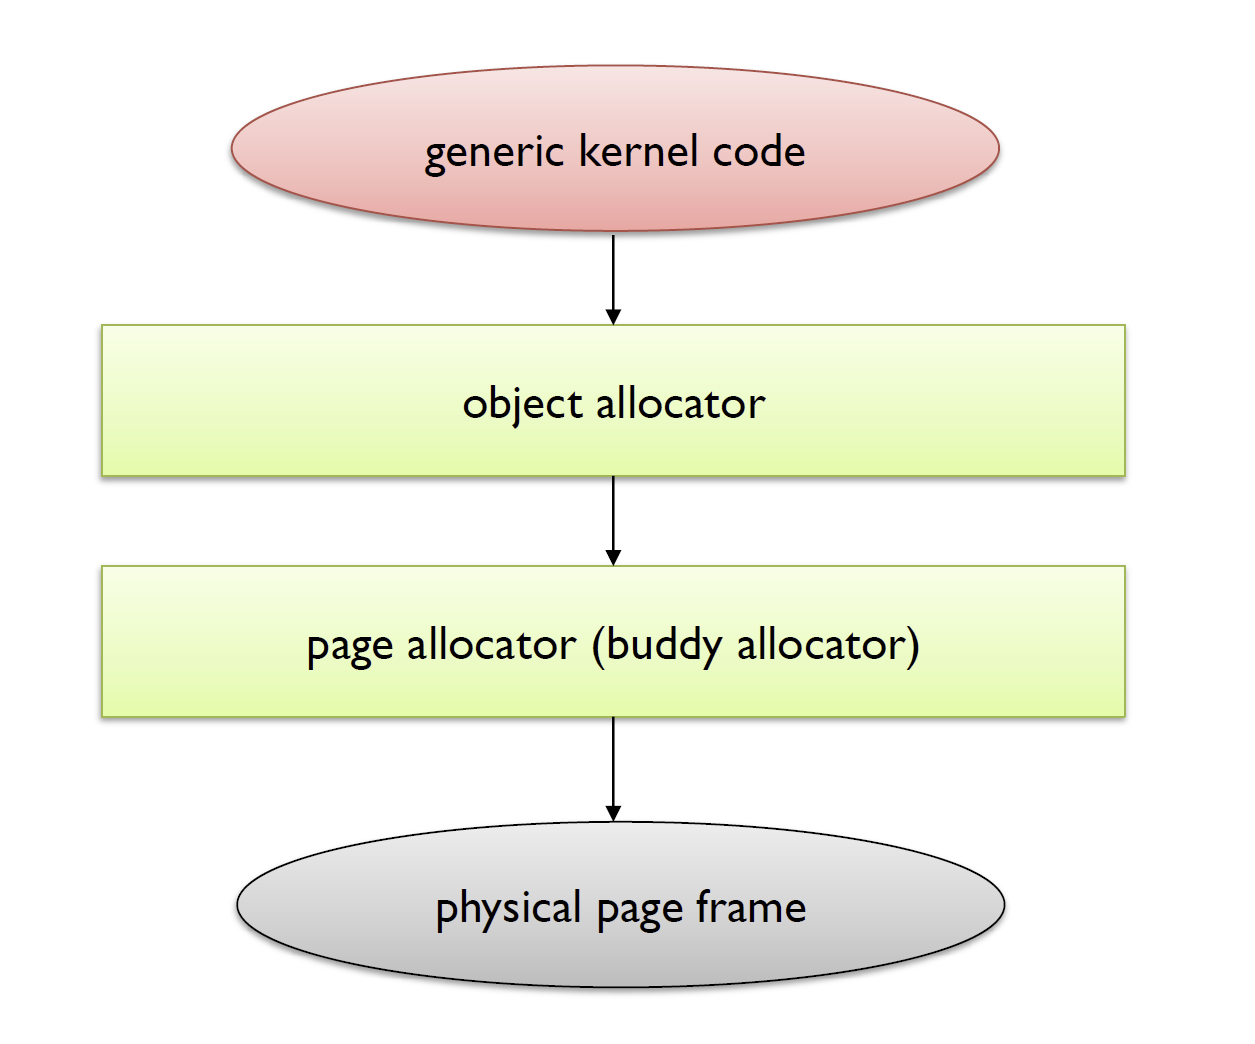 generic kernel code
object allocator
page allocator (buddy allocator)
physical page frame